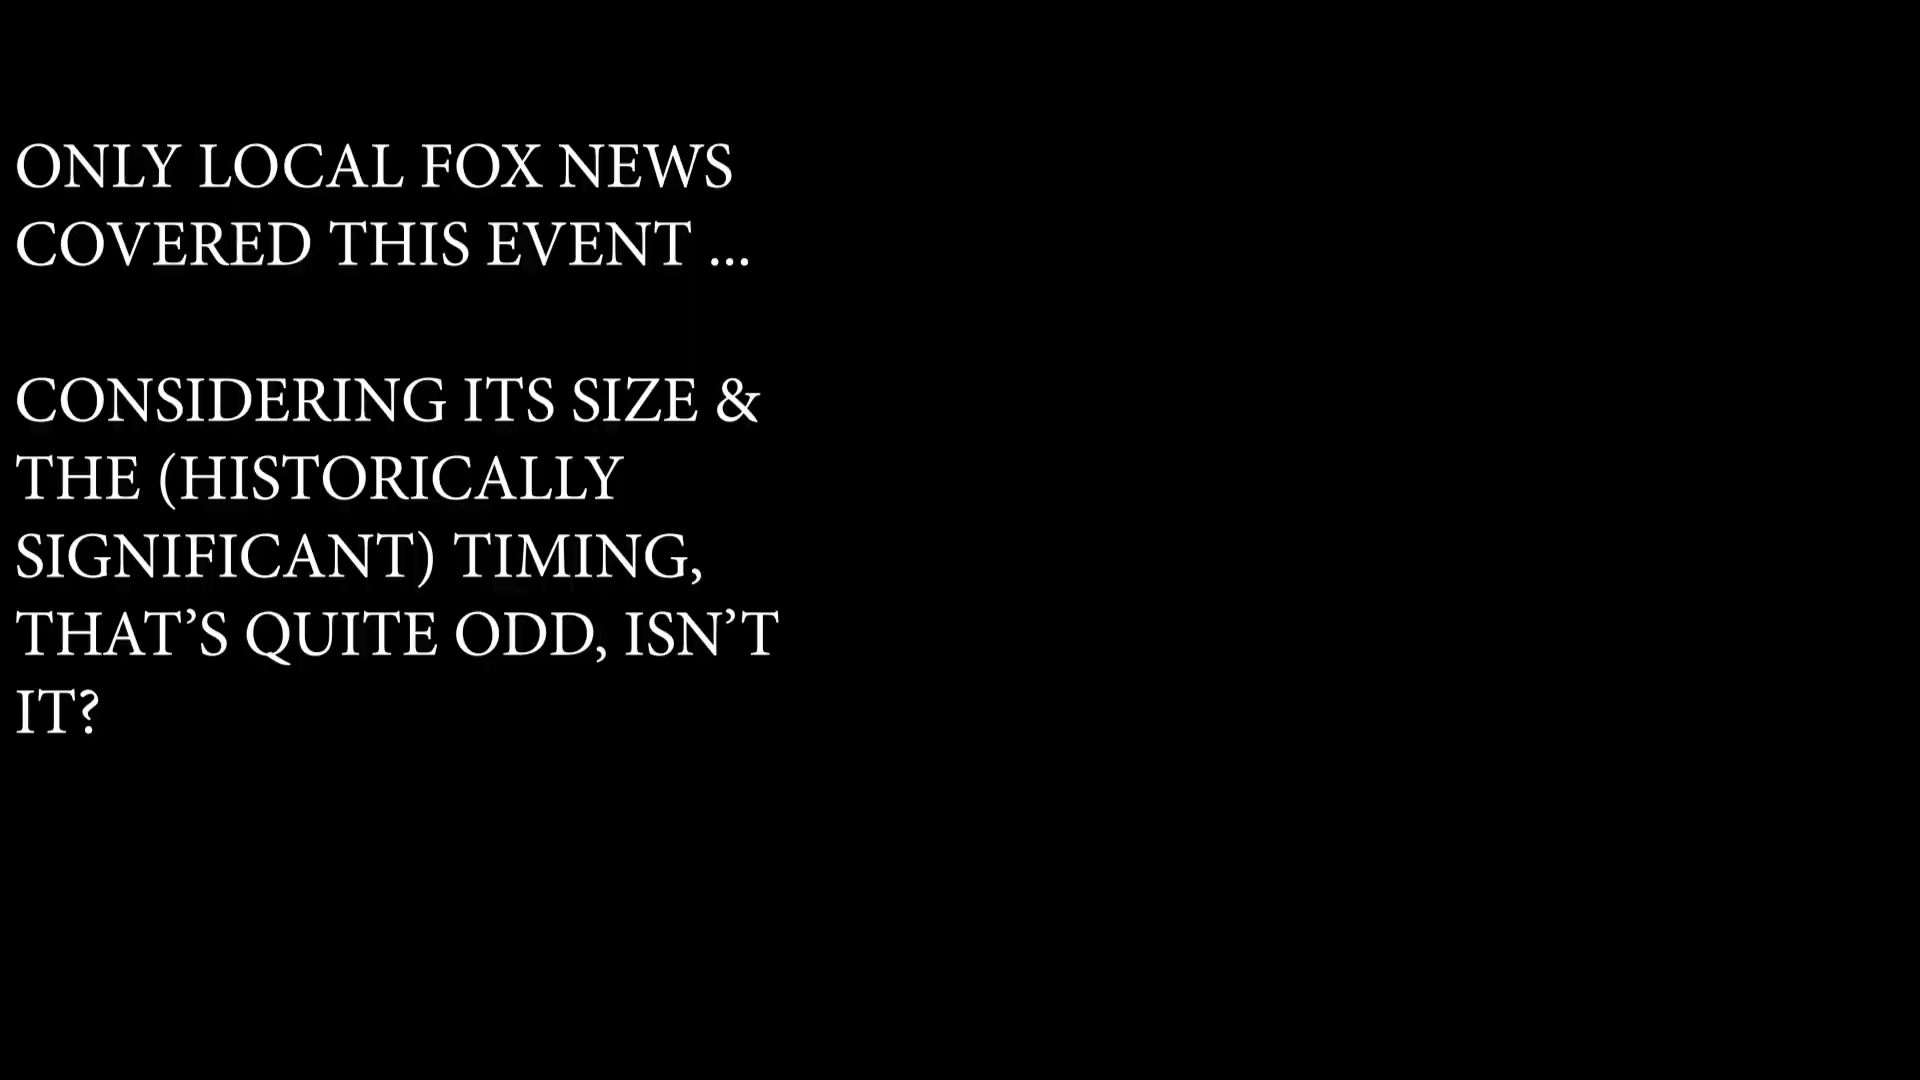 ONLY LOCAL FOX NEWS
COVERED THIS EVENT ...
CONSIDERING ITS SIZE &
THE (HISTORICALLY
SIGNIFICANT) TIMING,
THAT’S QUITE ODD, ISN’T
IT?